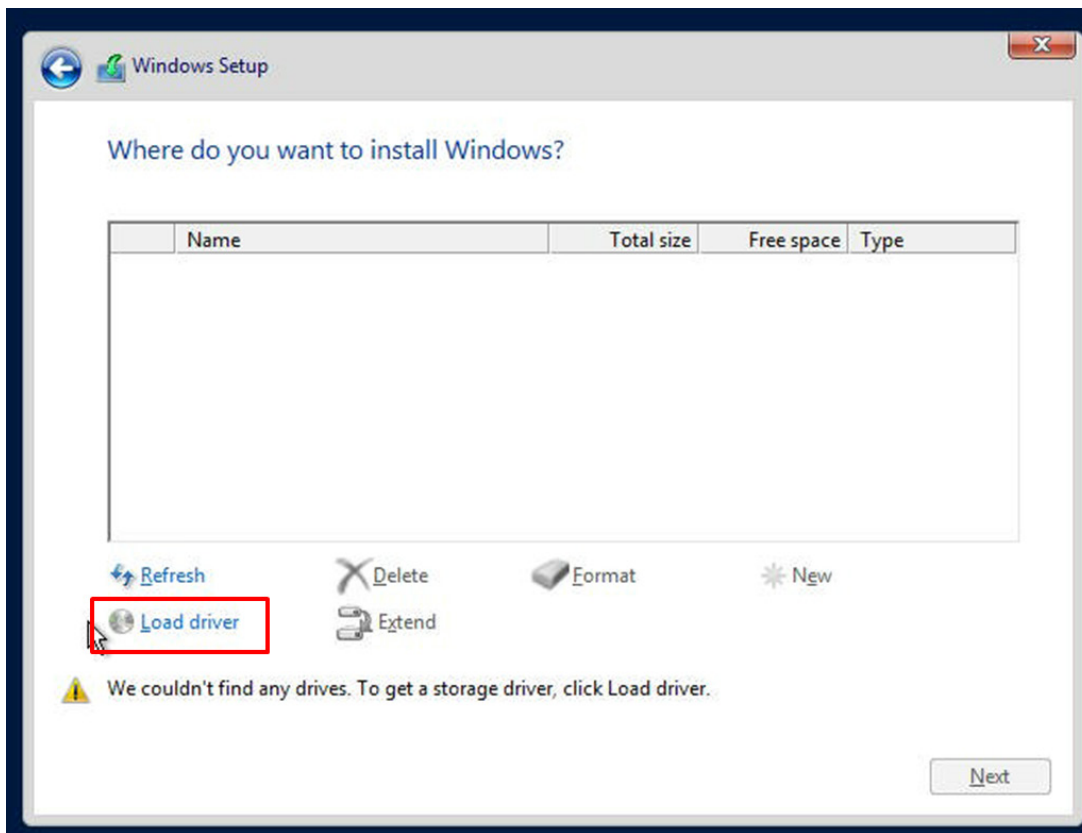 Windows Setup
Where do you want to install Windows?
Name Total size Free space Type
Refresh Delete Format New
Load driver Extend
We couldn't find any drives. To get a storage driver, click Load driver.
Next